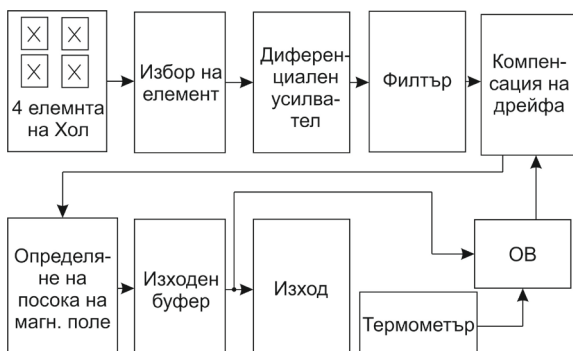 4 елемнта
на Хол
Избор на
елемент
Диферен-
циален
усилва-
тел
Филтър
Компен-
сация на
дрейфа
Определя-
не на
посока на
магн. поле
Изходен
буфер
Изход
ОВ
Термометър